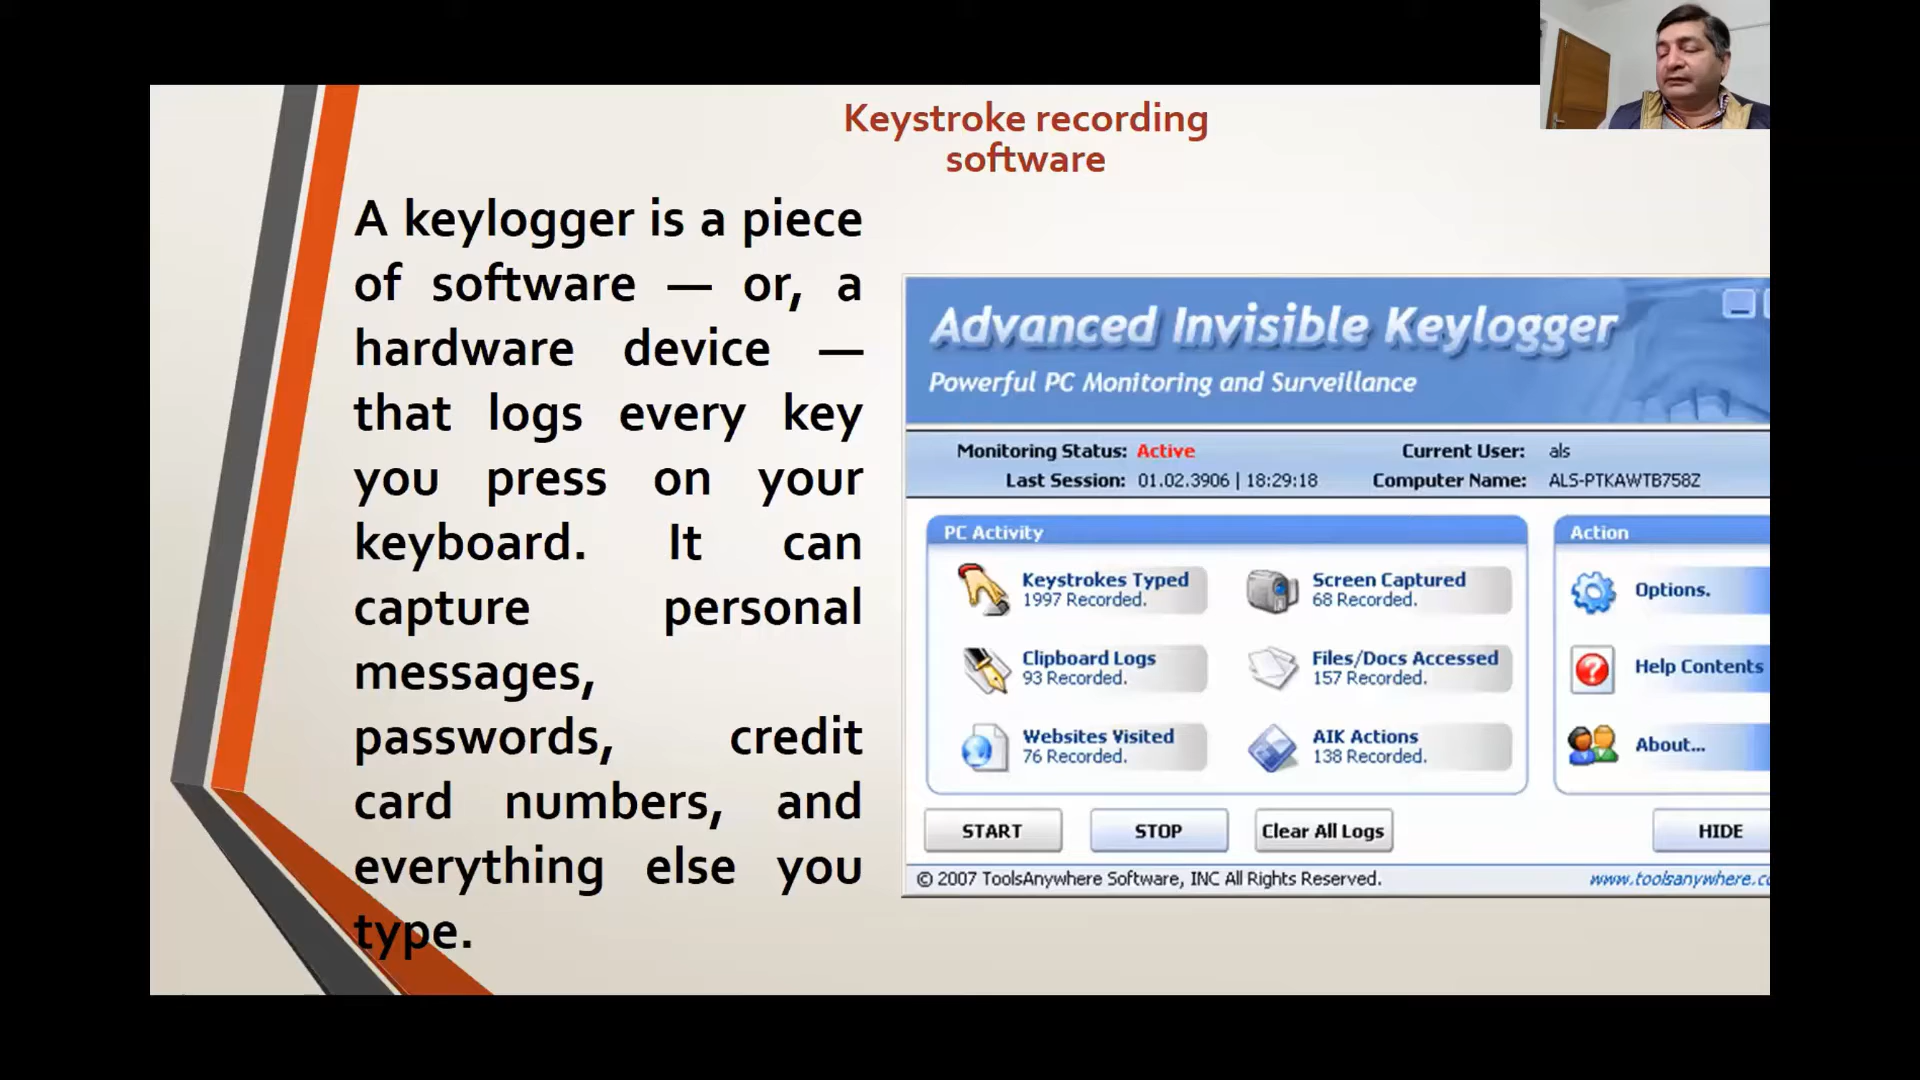 Keystroke recording
software
A keylogger is a piece
of software — or, a
hardware device —
that logs every key
you press on your
keyboard. It can
capture personal
messages,
passwords, credit
card numbers, and
everything else you
type.
Advanced Invisible Keylogger
Powerful PC Monitoring and Surveillance
Monitoring Status: Active Current User: als
Last Session: 01.02.3906 | 18:29:18 Computer Name: ALS-PTKAWTB758Z
PC Activity
Keystrokes Typed
1997 Recorded.
Screen Captured
68 Recorded.
Clipboard Logs
93 Recorded.
Files/Docs Accessed
157 Recorded.
Websites Visited
76 Recorded.
AIK Actions
138 Recorded.
Action
Options.
Help Contents
About...
START STOP Clear All Logs HIDE
© 2007 ToolsAnywhere Software, INC All Rights Reserved. www.toolsanywhere.c